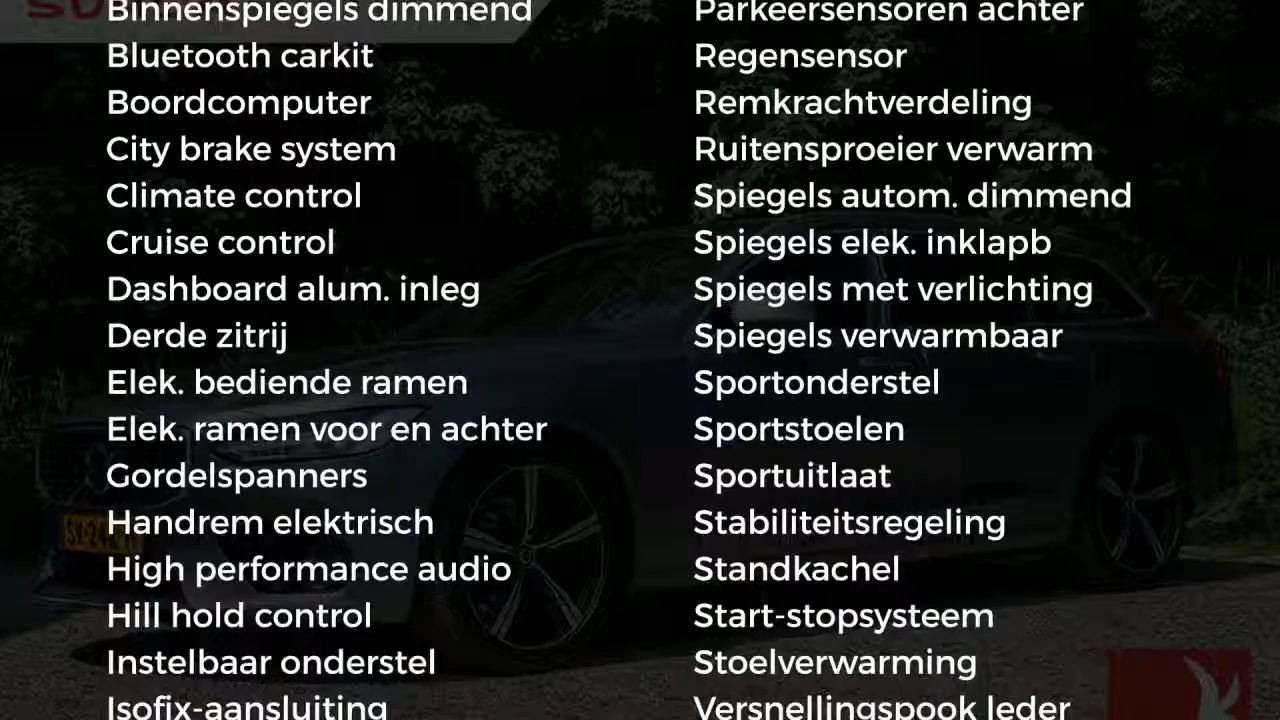 Binnenspiegels dimmend
Bluetooth carkit
Boordcomputer
City brake system
Climate control
Cruise control
Dashboard alum. inleg
Derde zitrij
Elek. bediende ramen
Elek. ramen voor en achter
Gordelspanners
Handrem elektrisch
High performance audio
Hill hold control
Instelbaar onderstel
Isofix-aansluiting
Parkeersensoren achter
Regensensor
Remkrachtverdeling
Ruitensproeier verwarm
Spiegels autom. dimmend
Spiegels elek. inklapb
Spiegels met verlichting
Spiegels verwarmbaar
Sportonderstel
Sportstoelen
Sportuitlaat
Stabiliteitsregeling
Standkachel
Start-stopsysteem
Stoelverwarming
Versnellingspook leder